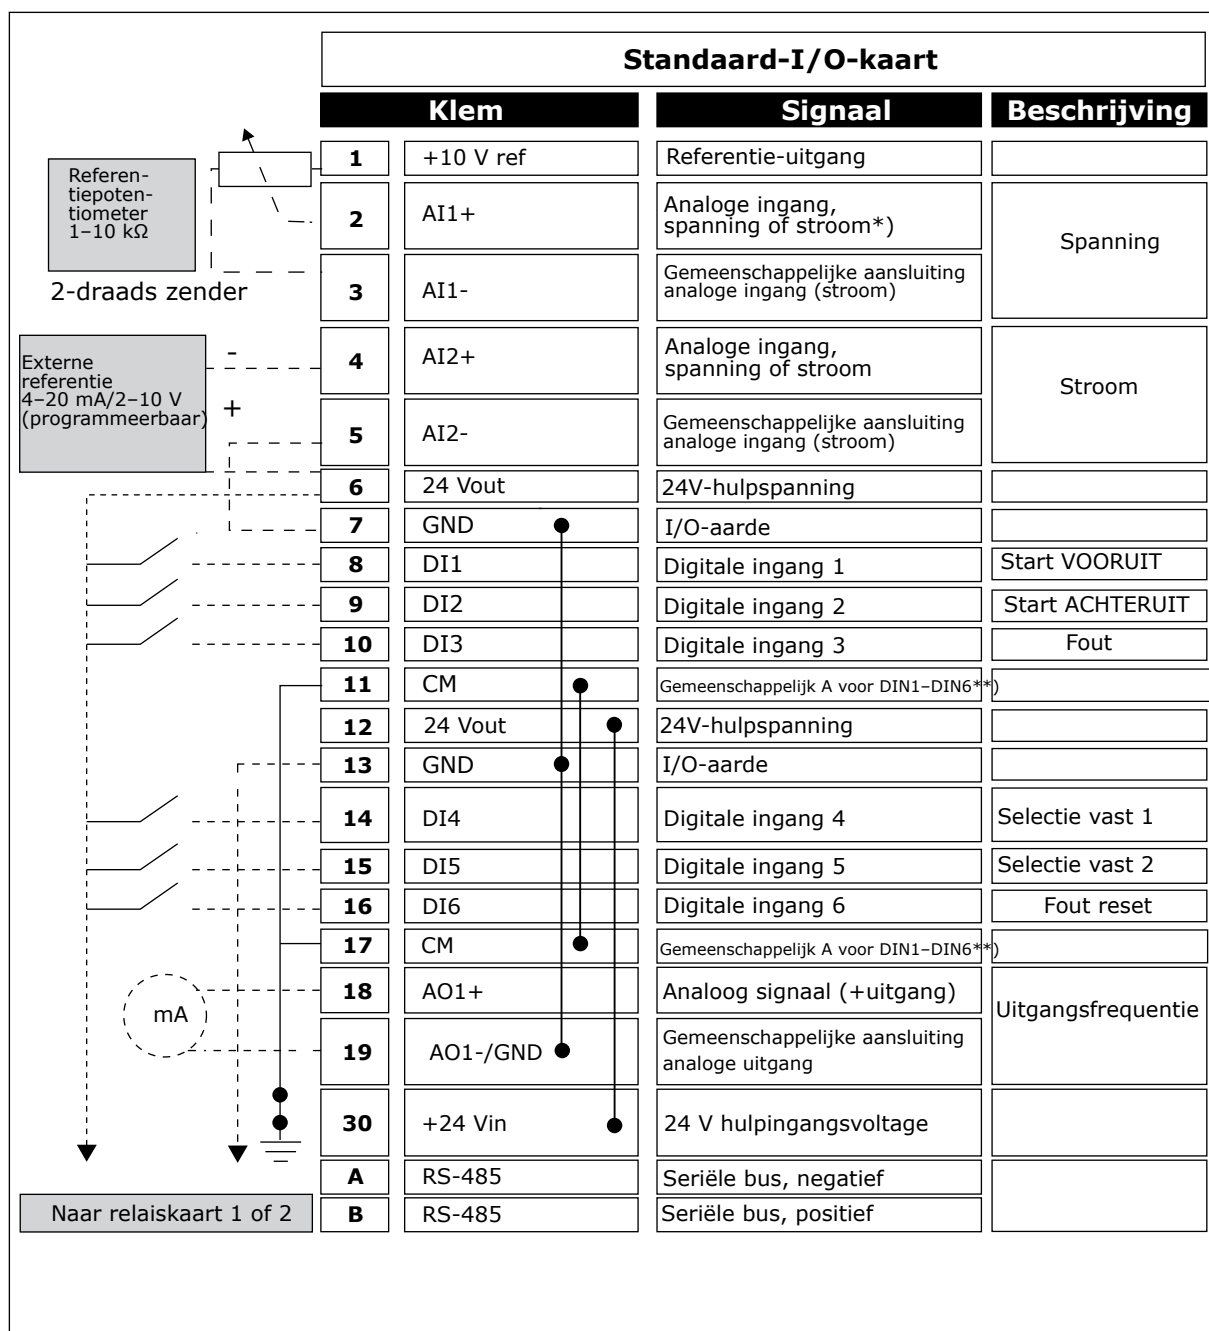 Standaard-I/O-kaart
Klem Signaal Beschrijving
Referen-
tiepoten-
tiometer
1–10 kΩ
2-draads zender
Externe
referentie
4–20 mA/2–10 V
(programmeerbaar)
-
+
1 +10 V ref Referentie-uitgang
2 AI1+ Analoge ingang,
spanning of stroom*)
Spanning
3 AI1- Gemeenschappelijke aansluiting
analoge ingang (stroom)
4 AI2+ Analoge ingang,
spanning of stroom
Stroom
5 AI2- Gemeenschappelijke aansluiting
analoge ingang (stroom)
6 24 Vout 24V-hulpspanning
7 GND I/O-aarde
8 DI1 Digitale ingang 1 Start VOORUIT
9 DI2 Digitale ingang 2 Start ACHTERUIT
10 DI3 Digitale ingang 3 Fout
11 CM Gemeenschappelijk A voor DIN1–DIN6**)
12 24 Vout 24V-hulpspanning
13 GND I/O-aarde
14 DI4 Digitale ingang 4 Selectie vast 1
15 DI5 Digitale ingang 5 Selectie vast 2
16 DI6 Digitale ingang 6 Fout reset
17 CM Gemeenschappelijk A voor DIN1–DIN6**)
mA
18 AO1+ Analoog signaal (+uitgang)
Uitgangsfrequentie
19 AO1-/GND Gemeenschappelijke aansluiting
analoge uitgang
30 +24 Vin 24 V hulpingangsvoltage
A RS-485 Seriële bus, negatief
B RS-485 Seriële bus, positief
Naar relaiskaart 1 of 2